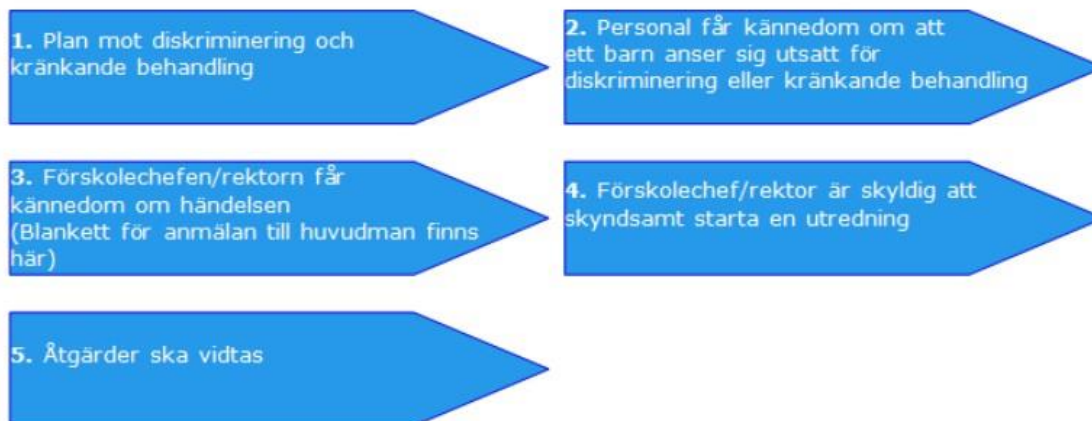 1. Plan mot diskriminering och
kränkande behandling
2. Personal får kännedom om att
ett barn anser sig utsatt för
diskriminering eller kränkande behandling
3. Förskolechefen/rektorn får
kännedom om händelsen
(Blankett för anmälan till huvudman finns
här)
4. Förskolechef/rektor är skyldig att
skyndsamt starta en utredning
5. Åtgärder ska vidtas